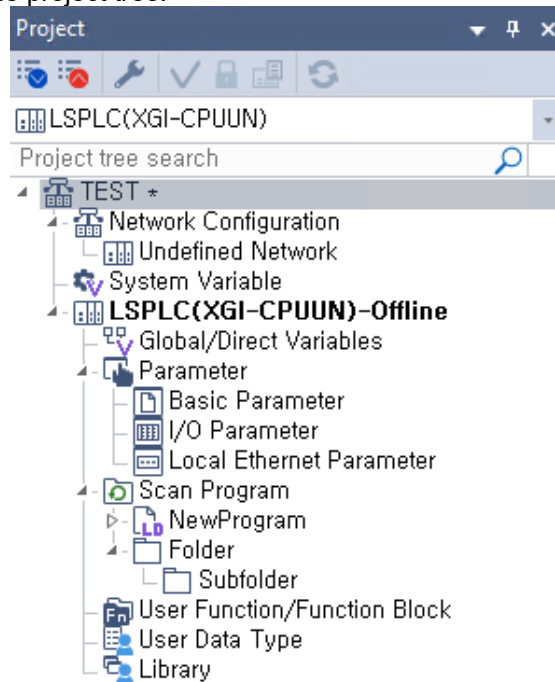 Project
LSPLC(XGI-CPUUN)
Project tree search
TEST *
Network Configuration
Undefined Network
System Variable
LSPLC(XGI-CPUUN)-Offline
Global/Direct Variables
Parameter
Basic Parameter
I/O Parameter
Local Ethernet Parameter
Scan Program
LD NewProgram
Folder
Subfolder
Fn User Function/Function Block
User Data Type
Library